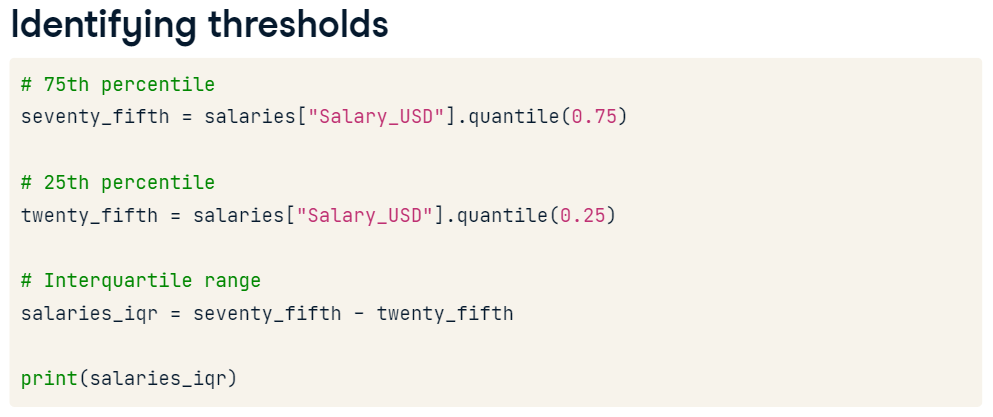 Identifying thresholds
# 75th percentile
seventy_fifth = salaries["Salary_USD"].quantile(0.75)
# 25th percentile
twenty_fifth = salaries["Salary_USD"].quantile(0.25)
# Interquartile range
salaries_iqr = seventy_fifth - twenty_fifth
print(salaries_iqr)